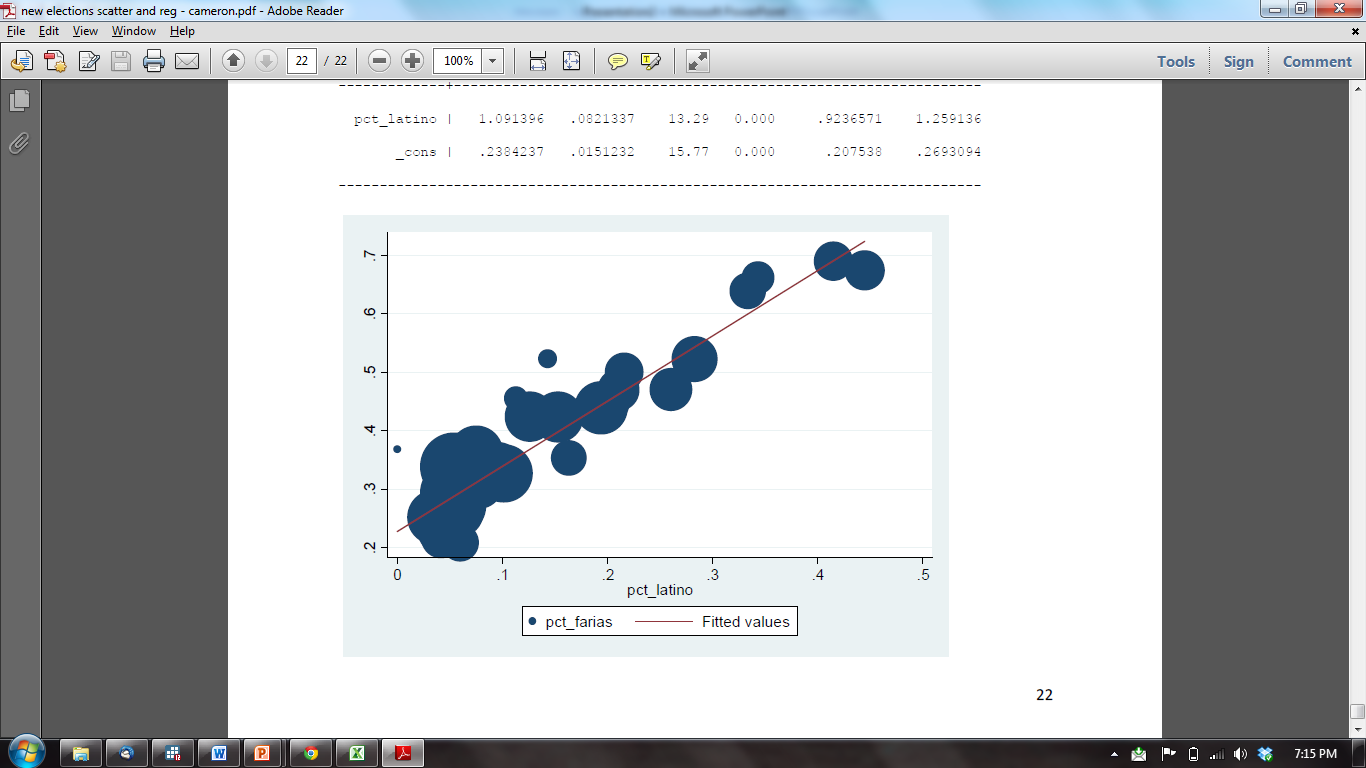 new elections scatter and reg - cameron.pdf - Adobe Reader
File Edit View Window Help
22 / 22 100% Tools Sign Comment
-------------+----------------------------------------------------------------
pct_latino | 1.091396 .0821337 13.29 0.000 .9236571 1.259136
_cons | .2384237 .0151232 15.77 0.000 .207538 .2693094
------------------------------------------------------------------------------
.7
.6
.5
.4
.3
.2
0 .1 .2 .3 .4 .5
pct_latino
pct_farias Fitted values
22
7:15 PM